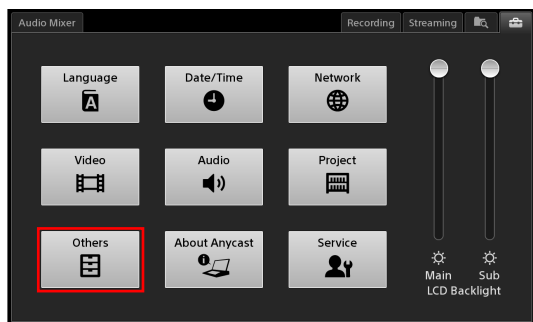 Audio Mixer Recording Streaming
Language Date/Time Network
A
Video Audio Project
Others About Anycast Service
Main Sub
LCD Backlight